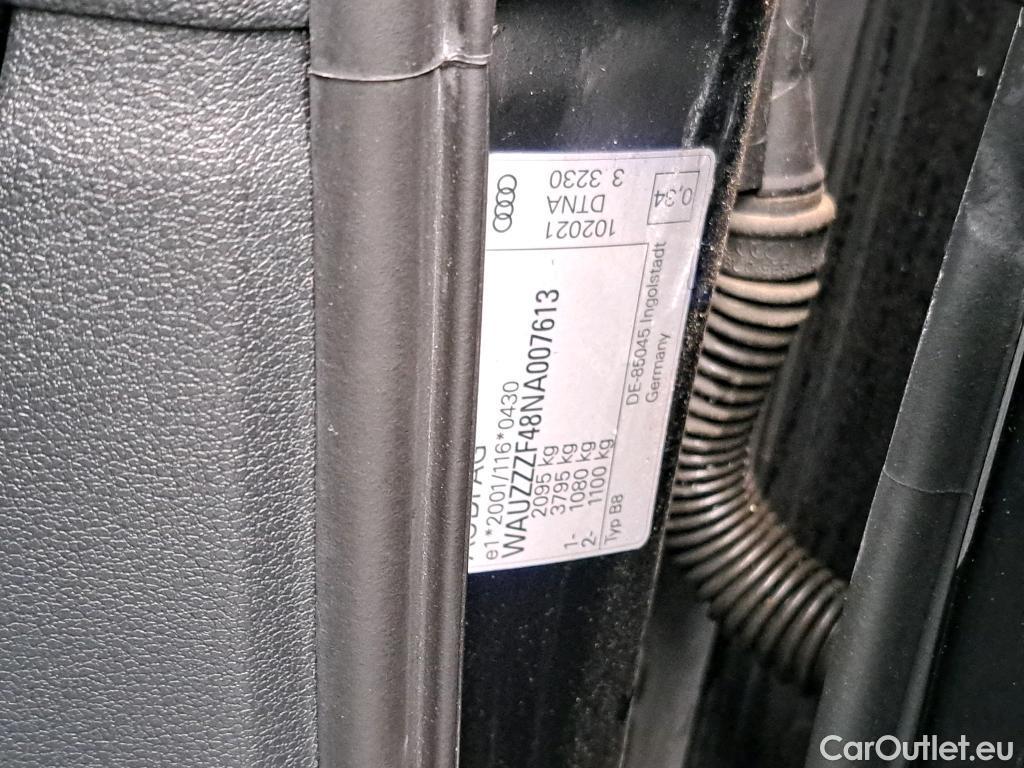 AUDI AG
e1*2001/116*0430
WAUZZZF48NA007613
2095 kg
3795 kg
1- 1080 kg
2- 1100 kg
Typ B8
DE-85045 Ingolstadt
Germany
102021
DTNA
3 3230
0,34
CarOutlet.eu